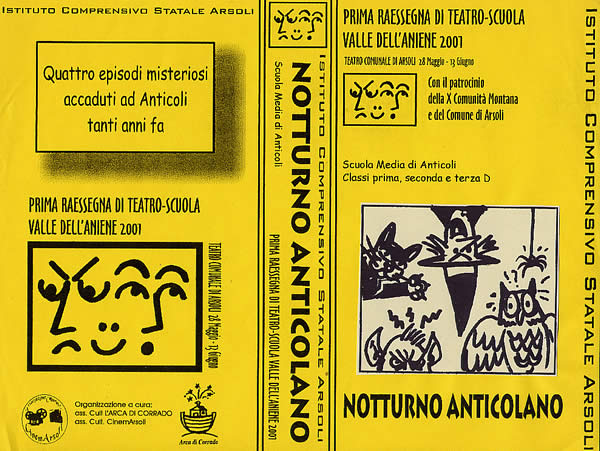 ISTITUTO COMPRENSIVO STATALE ARSOLI
Quattro episodi misteriosi
accaduti ad Anticoli
tanti anni fa
PRIMA RAESSEGNA DI TEATRO-SCUOLA
VALLE DELL'ANIENE 2001
TEATRO COMUNALE DI ARSOLI 28 Maggio - 13 Giugno
CinemArsoli
Organizzazione a cura:
ass. Cult L'ARCA DI CORRADO
ass. Cult. CinemArsoli
Arca di Corrado
ISTITUTO COMPRENSIVO STATALE ARSOLI
NOTTURNO ANTICOLANO
Scuola Media di Anticoli
PRIMA RAESSEGNA DI TEATRO-SCUOLA VALLE DELL'ANIENE 2001
PRIMA RAESSEGNA DI TEATRO-SCUOLA
VALLE DELL'ANIENE 2001
TEATRO COMUNALE DI ARSOLI 28 Maggio - 13 Giugno
Con il patrocinio
della X Comunità Montana
e del Comune di Arsoli
Scuola Media di Anticoli
Classi prima, seconda e terza D
NOTTURNO ANTICOLANO
ISTITUTO COMPRENSIVO STATALE ARSOLI